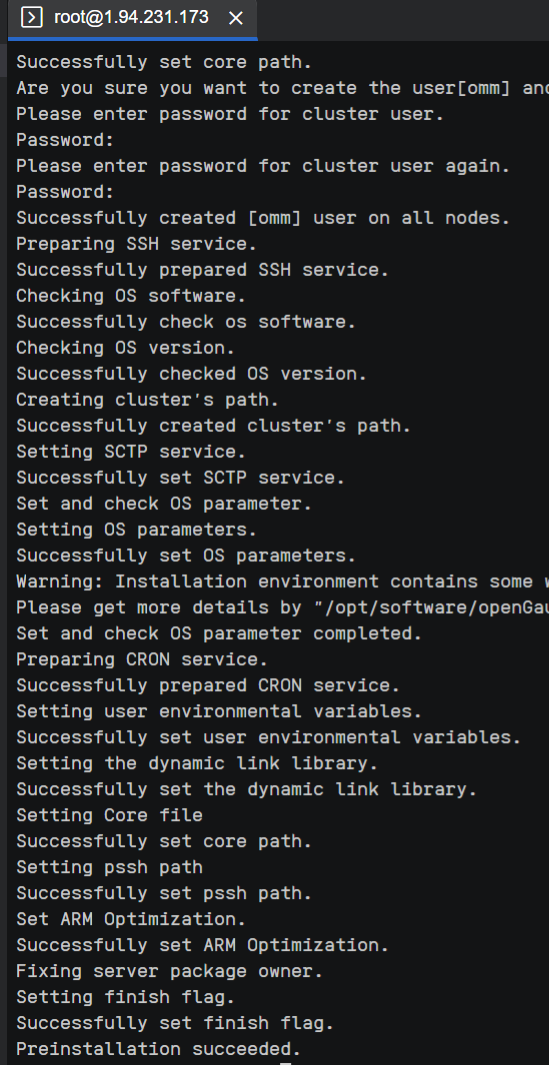 root@1.94.231.173
Successfully set core path.
Are you sure you want to create the user[omm] and
Please enter password for cluster user.
Password:
Please enter password for cluster user again.
Password:
Successfully created [omm] user on all nodes.
Preparing SSH service.
Successfully prepared SSH service.
Checking OS software.
Successfully check os software.
Checking OS version.
Successfully checked OS version.
Creating cluster's path.
Successfully created cluster's path.
Setting SCTP service.
Successfully set SCTP service.
Set and check OS parameter.
Setting OS parameters.
Successfully set OS parameters.
Warning: Installation environment contains some
Please get more details by "/opt/software/openGau
Set and check OS parameter completed.
Preparing CRON service.
Successfully prepared CRON service.
Setting user environmental variables.
Successfully set user environmental variables.
Setting the dynamic link library.
Successfully set the dynamic link library.
Setting Core file
Successfully set core path.
Setting pssh path
Successfully set pssh path.
Set ARM Optimization.
Successfully set ARM Optimization.
Fixing server package owner.
Setting finish flag.
Successfully set finish flag.
Preinstallation succeeded.